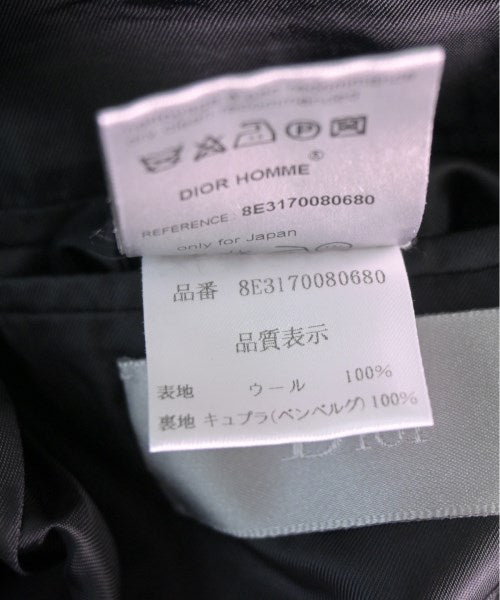 DIOR HOMME®
REFERENCE : 8E3170080680
only for Japan
品番 8E3170080680
品質表示
表地 ウール 100%
裏地 キュプラ(ベンベルグ) 100%
Dior